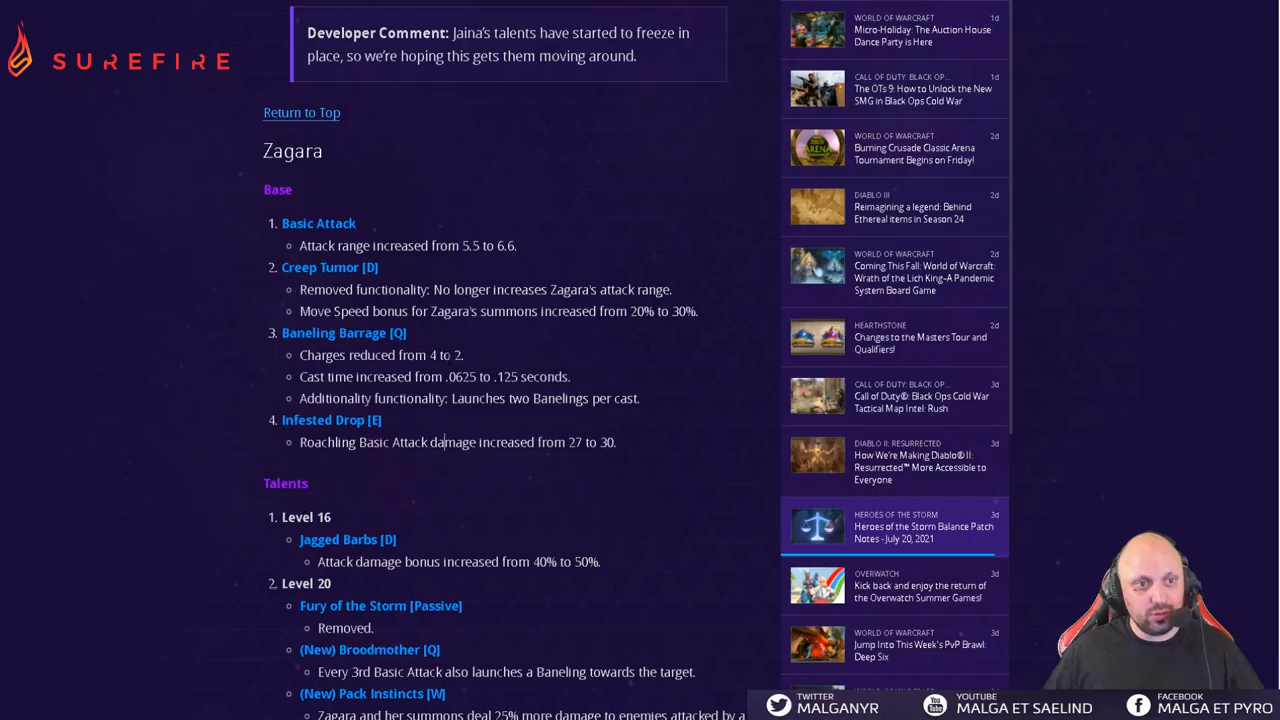 SUREFIRE
Developer Comment: Jaina's talents have started to freeze in
place, so we're hoping this gets them moving around.
Return to Top
Zagara
Base
1. Basic Attack
Attack range increased from 5.5 to 6.6.
2. Creep Tumor [D]
Removed functionality: No longer increases Zagara's attack range.
Move Speed bonus for Zagara's summons increased from 20% to 30%.
3. Baneling Barrage [Q]
Charges reduced from 4 to 2.
Cast time increased from .0625 to .125 seconds.
Additionality functionality: Launches two Banelings per cast.
4. Infested Drop [E]
Roachling Basic Attack damage increased from 27 to 30.
Talents
1. Level 16
Jagged Barbs [D]
Attack damage bonus increased from 40% to 50%.
2. Level 20
Fury of the Storm [Passive]
Removed.
(New) Broodmother [Q]
Every 3rd Basic Attack also launches a Baneling towards the target.
(New) Pack Instincts [W]
Zagara and her summons deal 25% more damage to enemies attacked by a
WORLD OF WARCRAFT 1d
Micro-Holiday: The Auction House
Dance Party is Here
CALL OF DUTY: BLACK OP... 1d
The OTs 9: How to Unlock the New
SMG in Black Ops Cold War
WORLD OF WARCRAFT 2d
Burning Crusade Classic Arena
Tournament Begins on Friday!
DIABLO III 2d
Reimagining a legend: Behind
Ethereal items in Season 24
WORLD OF WARCRAFT 2d
Coming This Fall: World of Warcraft:
Wrath of the Lich King–A Pandemic
System Board Game
HEARTHSTONE 2d
Changes to the Masters Tour and
Qualifiers!
CALL OF DUTY: BLACK OP... 3d
Call of Duty®: Black Ops Cold War
Tactical Map Intel: Rush
DIABLO II: RESURRECTED 3d
How We're Making Diablo® II:
Resurrected™ More Accessible to
Everyone
HEROES OF THE STORM 3d
Heroes of the Storm Balance Patch
Notes - July 20, 2021
OVERWATCH 3d
Kick back and enjoy the return of
the Overwatch Summer Games!
WORLD OF WARCRAFT 3d
Jump Into This Week's PvP Brawl:
Deep Six
TWITTER
MALGANYR
YOUTUBE
MALGA ET SAELIND
FACEBOOK
MALGA ET PYRO